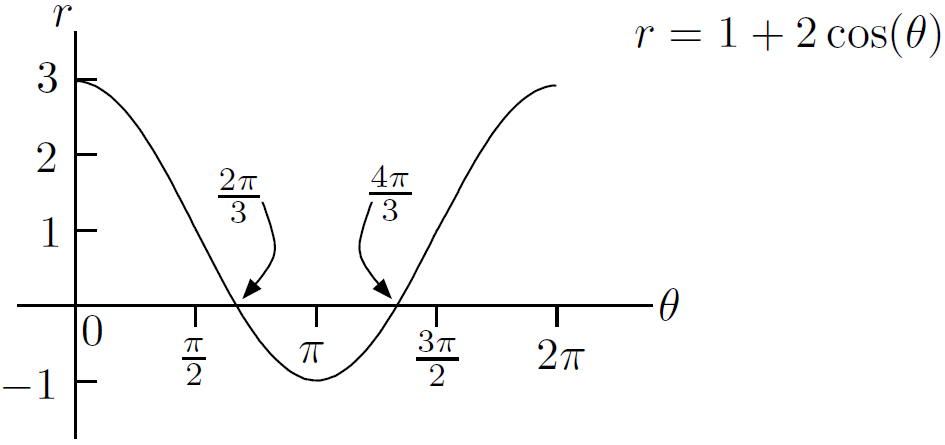 r
r = 1 + 2 cos(θ)
3
2
1
2π/3
4π/3
0
π/2
π
3π/2
2π
θ
−1